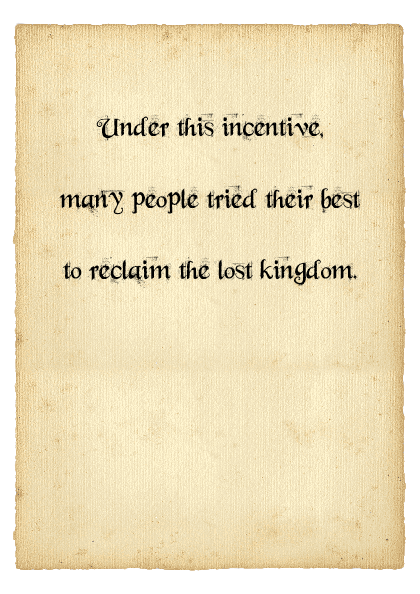 Under this incentive,
many people tried their best
to reclaim the lost kingdom.